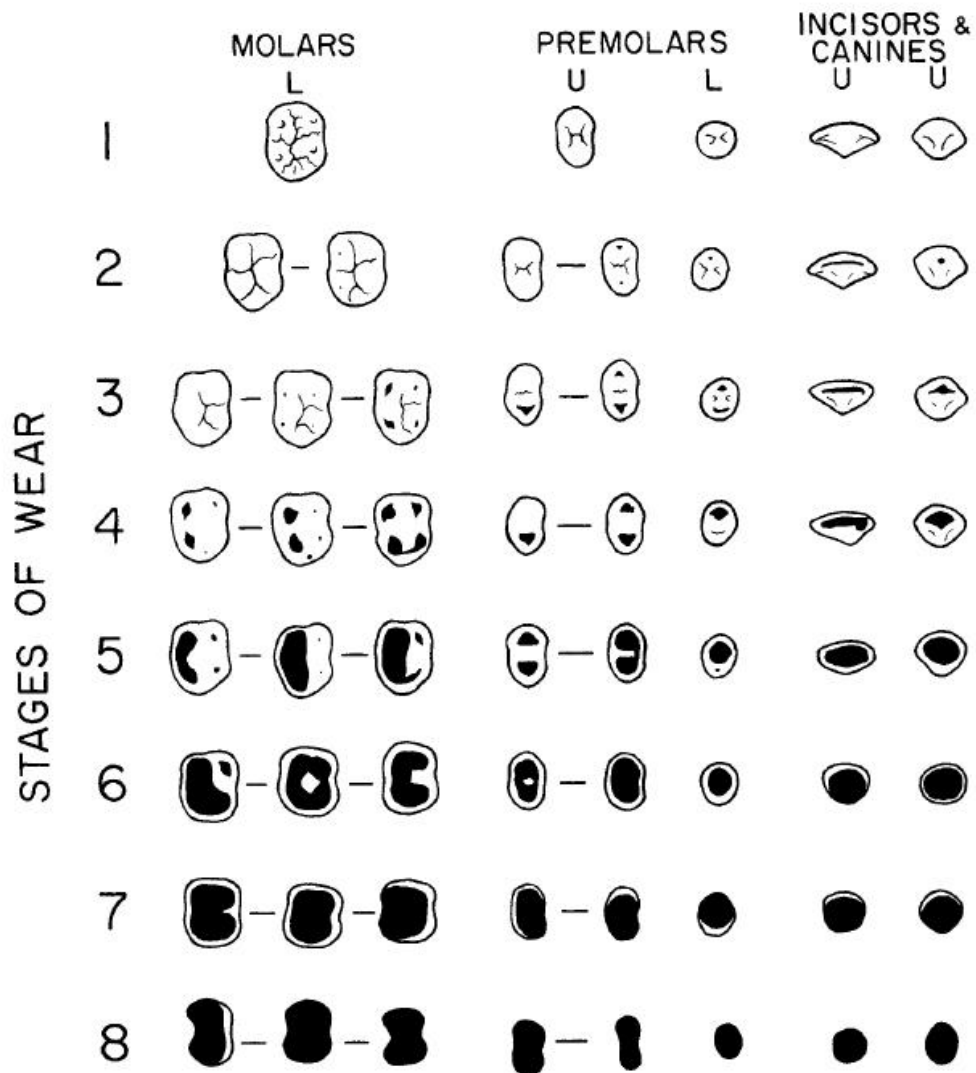 MOLARS
L
PREMOLARS
U L
INCISORS &
CANINES
U U
STAGES OF WEAR
1
2
3
4
5
6
7
8